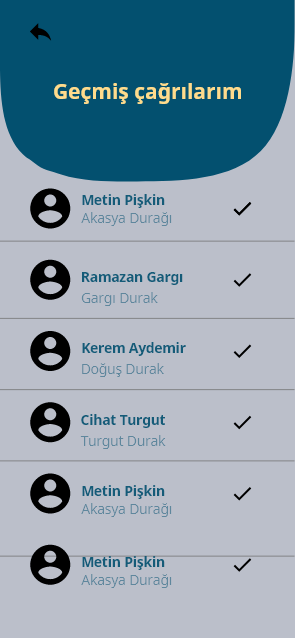 Geçmiş çağrılarım
Metin Pişkin
Akasya Durağı
Ramazan Gargı
Gargı Durak
Kerem Aydemir
Doğuş Durak
Cihat Turgut
Turgut Durak
Metin Pişkin
Akasya Durağı
Metin Pişkin
Akasya Durağı